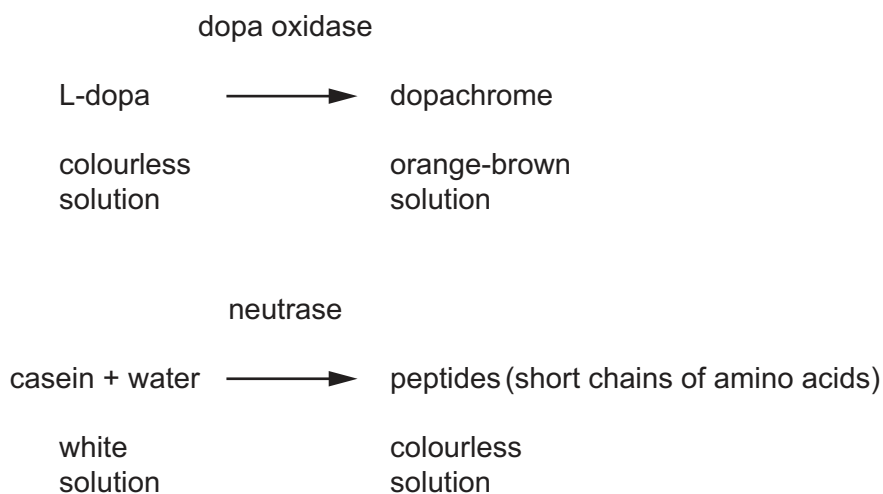 dopa oxidase
L-dopa dopachrome
colourless orange-brown
solution solution
neutrase
casein + water peptides (short chains of amino acids)
white colourless
solution solution